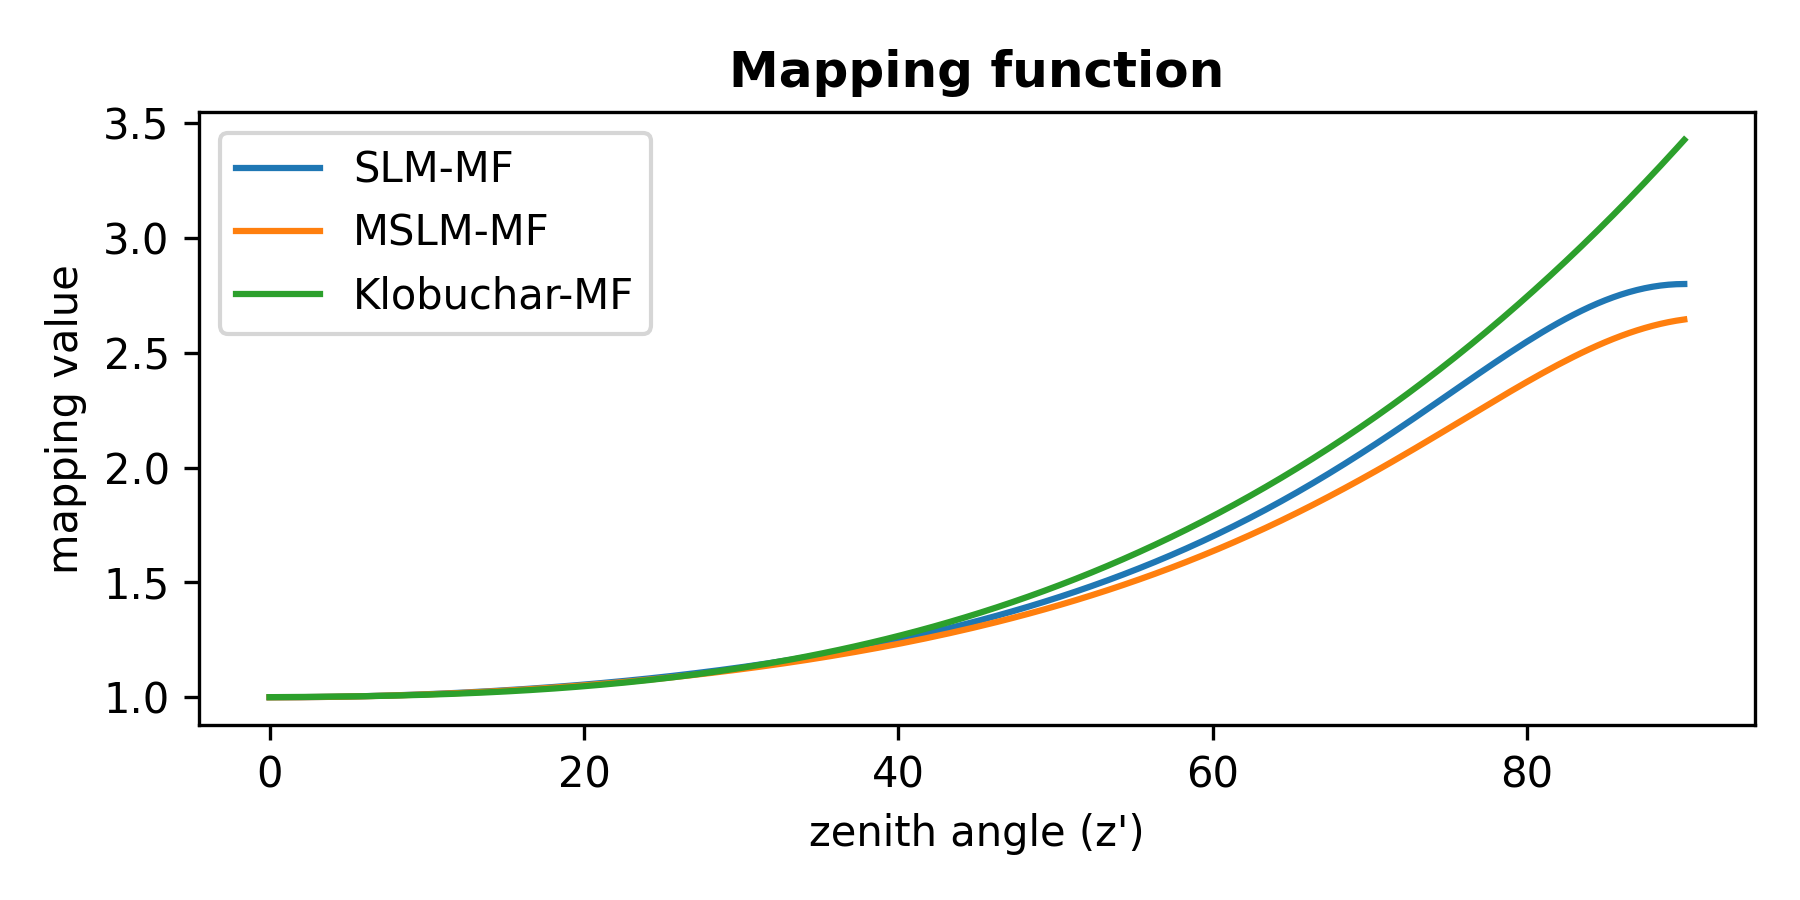 Mapping function
3.5
3.0
2.5
2.0
1.5
1.0
mapping value
SLM-MF
MSLM-MF
Klobuchar-MF
0 20 40 60 80
zenith angle (z')